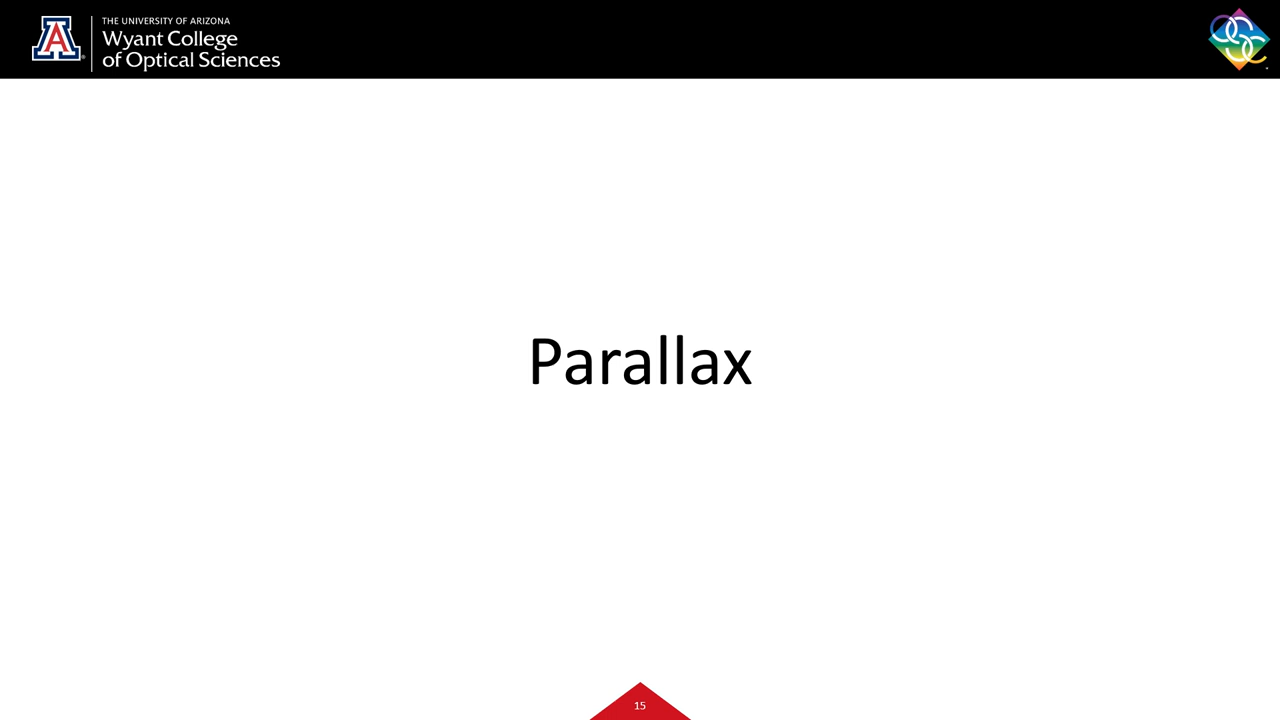 THE UNIVERSITY OF ARIZONA
Wyant College
of Optical Sciences
Parallax
15